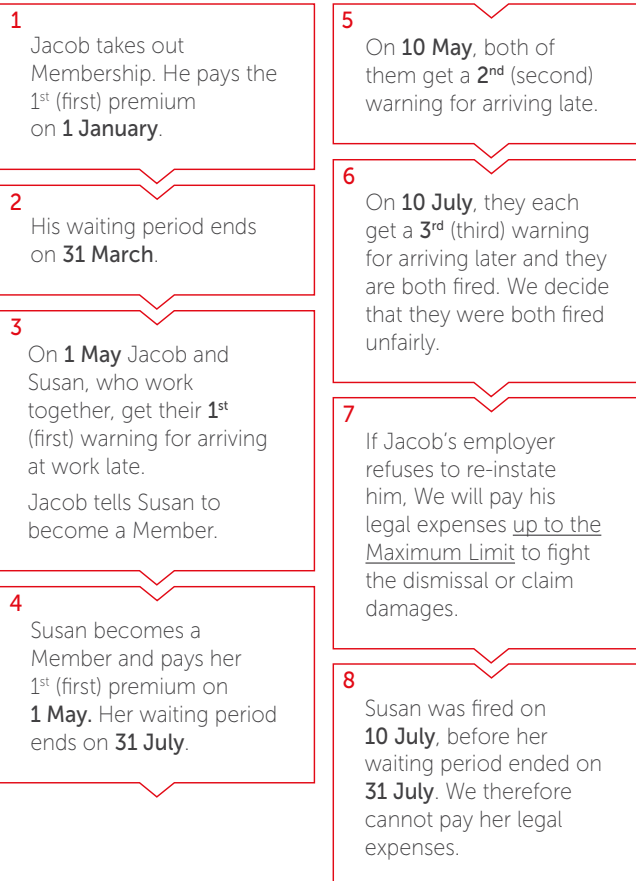 1
Jacob takes out
Membership. He pays the
1st (first) premium
on 1 January.
2
His waiting period ends
on 31 March.
3
On 1 May Jacob and
Susan, who work
together, get their 1st
(first) warning for arriving
at work late.
Jacob tells Susan to
become a Member.
4
Susan becomes a
Member and pays her
1st (first) premium on
1 May. Her waiting period
ends on 31 July.
5
On 10 May, both of
them get a 2nd (second)
warning for arriving late.
6
On 10 July, they each
get a 3rd (third) warning
for arriving later and they
are both fired. We decide
that they were both fired
unfairly.
7
If Jacob’s employer
refuses to re-instate
him, We will pay his
legal expenses up to the
Maximum Limit to fight
the dismissal or claim
damages.
8
Susan was fired on
10 July, before her
waiting period ended on
31 July. We therefore
cannot pay her legal
expenses.